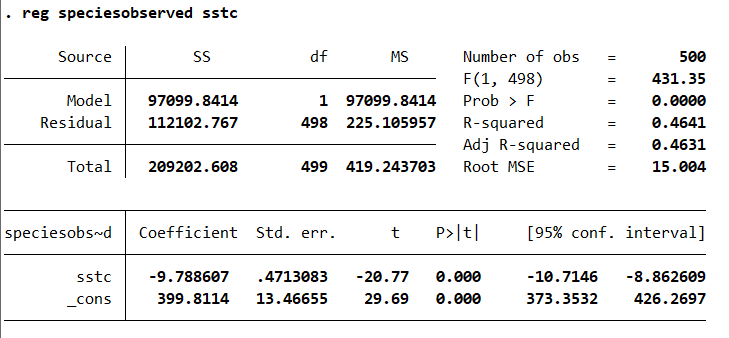 . reg speciesobserved sstc
Source | SS df MS Number of obs = 500
F(1, 498) = 431.35
Model | 97099.8414 1 97099.8414 Prob > F = 0.0000
Residual | 112102.767 498 225.105957 R-squared = 0.4641
Adj R-squared = 0.4631
Total | 209202.608 499 419.243703 Root MSE = 15.004
speciesobs~d | Coefficient Std. err. t P>|t| [95% conf. interval]
sstc | -9.788607 .4713083 -20.77 0.000 -10.7146 -8.862609
_cons | 399.8114 13.46655 29.69 0.000 373.3532 426.2697